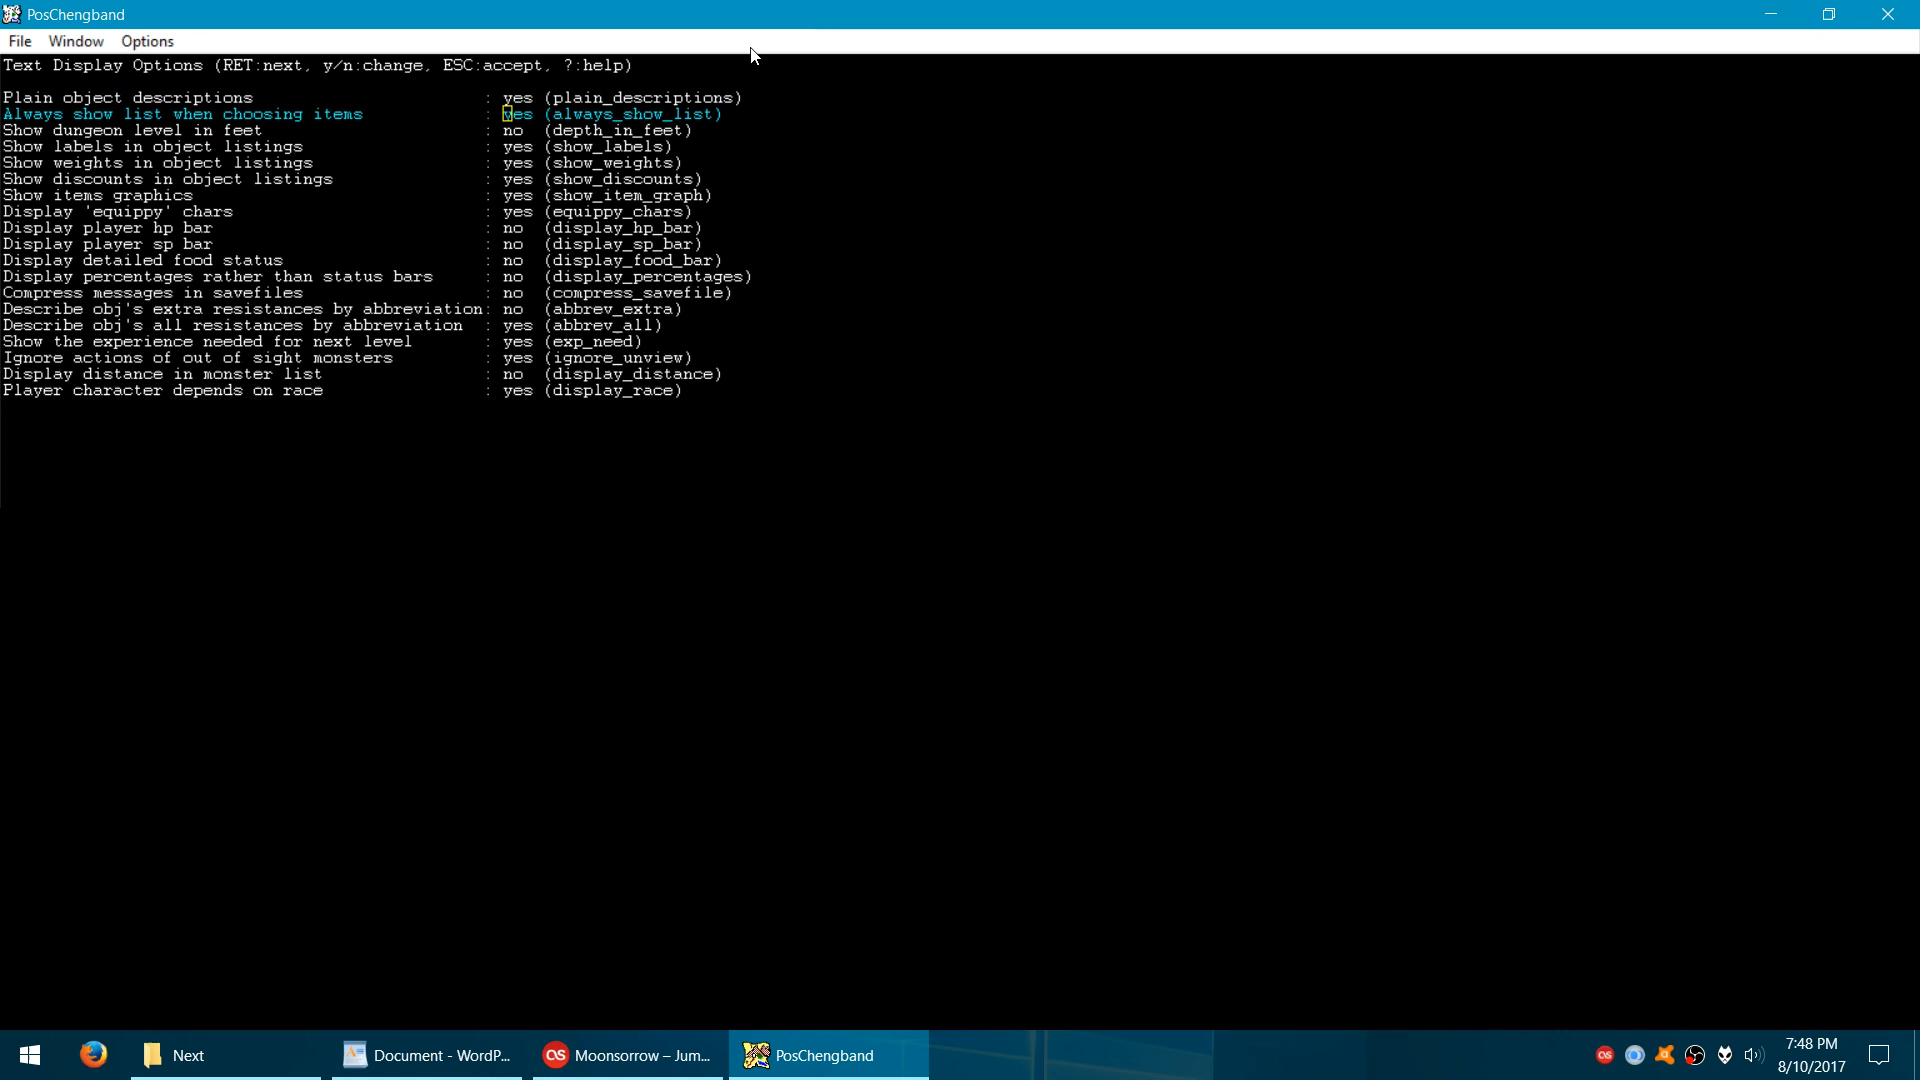 PosChengband
File Window Options
Text Display Options (RET:next, y/n:change, ESC:accept, ?:help)
Plain object descriptions : yes (plain_descriptions)
Always show list when choosing items : yes (always_show_list)
Show dungeon level in feet : no (depth_in_feet)
Show labels in object listings : yes (show_labels)
Show weights in object listings : yes (show_weights)
Show discounts in object listings : yes (show_discounts)
Show items graphics : yes (show_item_graph)
Display 'equippy' chars : yes (equippy_chars)
Display player hp bar : no (display_hp_bar)
Display player sp bar : no (display_sp_bar)
Display detailed food status : no (display_food_bar)
Display percentages rather than status bars : no (display_percentages)
Compress messages in savefiles : no (compress_savefile)
Describe obj's extra resistances by abbreviation: no (abbrev_extra)
Describe obj's all resistances by abbreviation : yes (abbrev_all)
Show the experience needed for next level : yes (exp_need)
Ignore actions of out of sight monsters : yes (ignore_unview)
Display distance in monster list : no (display_distance)
Player character depends on race : yes (display_race)
Next Document - WordP... Moonsorrow – Jum... PosChengband
7:48 PM
8/10/2017